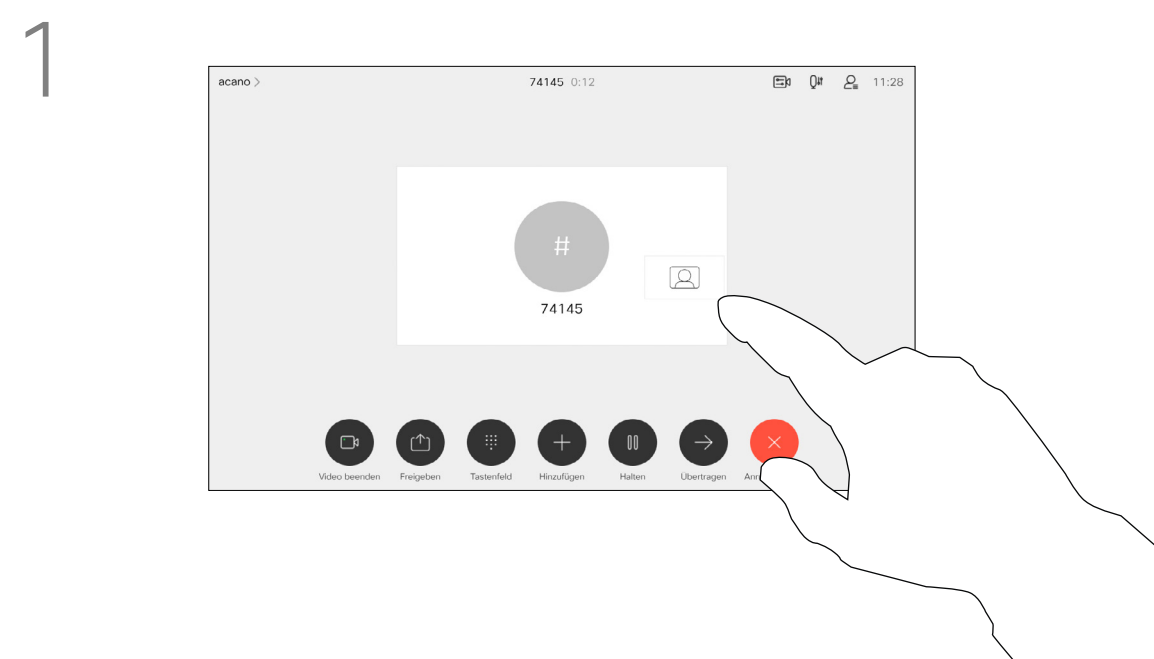 1
acano >
74145 0:12
11:28
#
74145
Video beenden
Freigeben
Tastenfeld
Hinzufügen
Halten
Übertragen